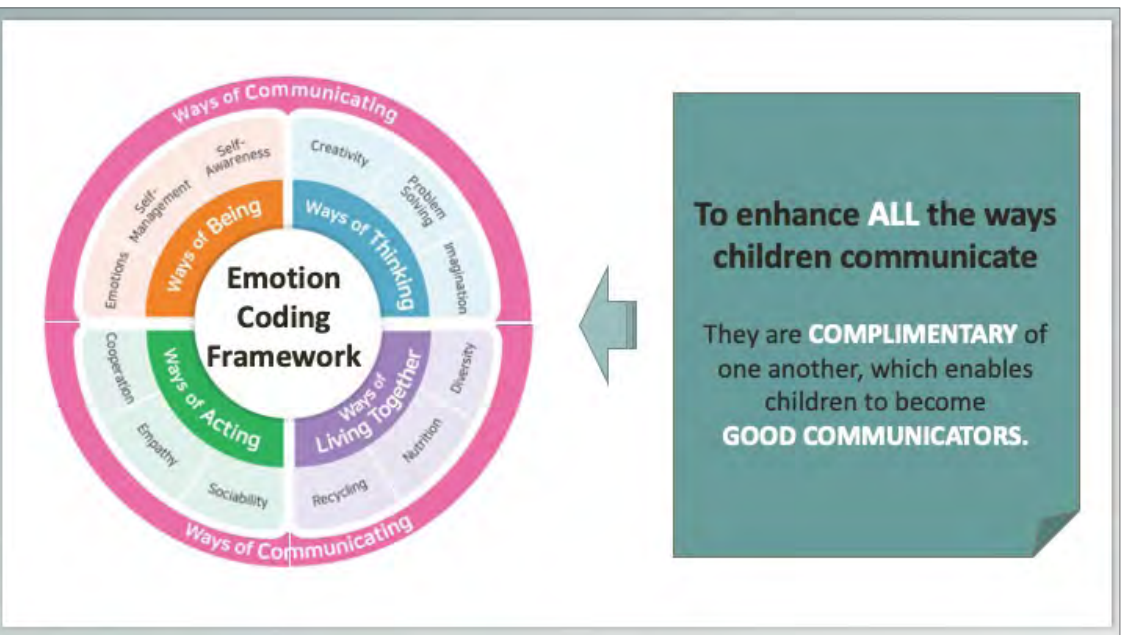 Ways of Communicating
Self-
Awareness
Self-
Management
Emotions
Ways of Being
Creativity
Problem
Solving
Imagination
Ways of Thinking
Emotion
Coding
Framework
Cooperation
Empathy
Sociability
Ways of Acting
Diversity
Nutrition
Recycling
Ways of
Living Together
Ways of Communicating
To enhance ALL the ways
children communicate
They are COMPLIMENTARY of
one another, which enables
children to become
GOOD COMMUNICATORS.